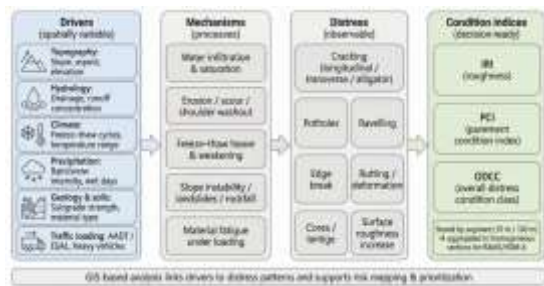 Drivers
(spatially variable)
Topography:
Slope, aspect,
elevation
Hydrology:
Drainage, runoff
concentration
Climate:
Freeze-thaw cycles,
temperature range
Precipitation:
intensity, wet days
Geology & soils:
Subgrade strength,
material type
Traffic loading: AADT /
ESAL, heavy vehicles
Mechanisms
(processes)
Water infiltration
& saturation
Erosion / scour /
shoulder washout
Freeze-thaw heave
& weakening
Slope instability /
landslides / rockfall
Material fatigue
under loading
Distress
(observable)
Cracking
(longitudinal /
transverse / alligator)
Potholes
Ravelling
Edge
break
Rutting /
deformation
Surface
roughness
increase
Condition indices
(decision ready)
IRI
(roughness)
PCI
(pavement
condition index)
(overall distress
condition class)
GIS based analysis links drivers to distress patterns and supports risk mapping & prioritization